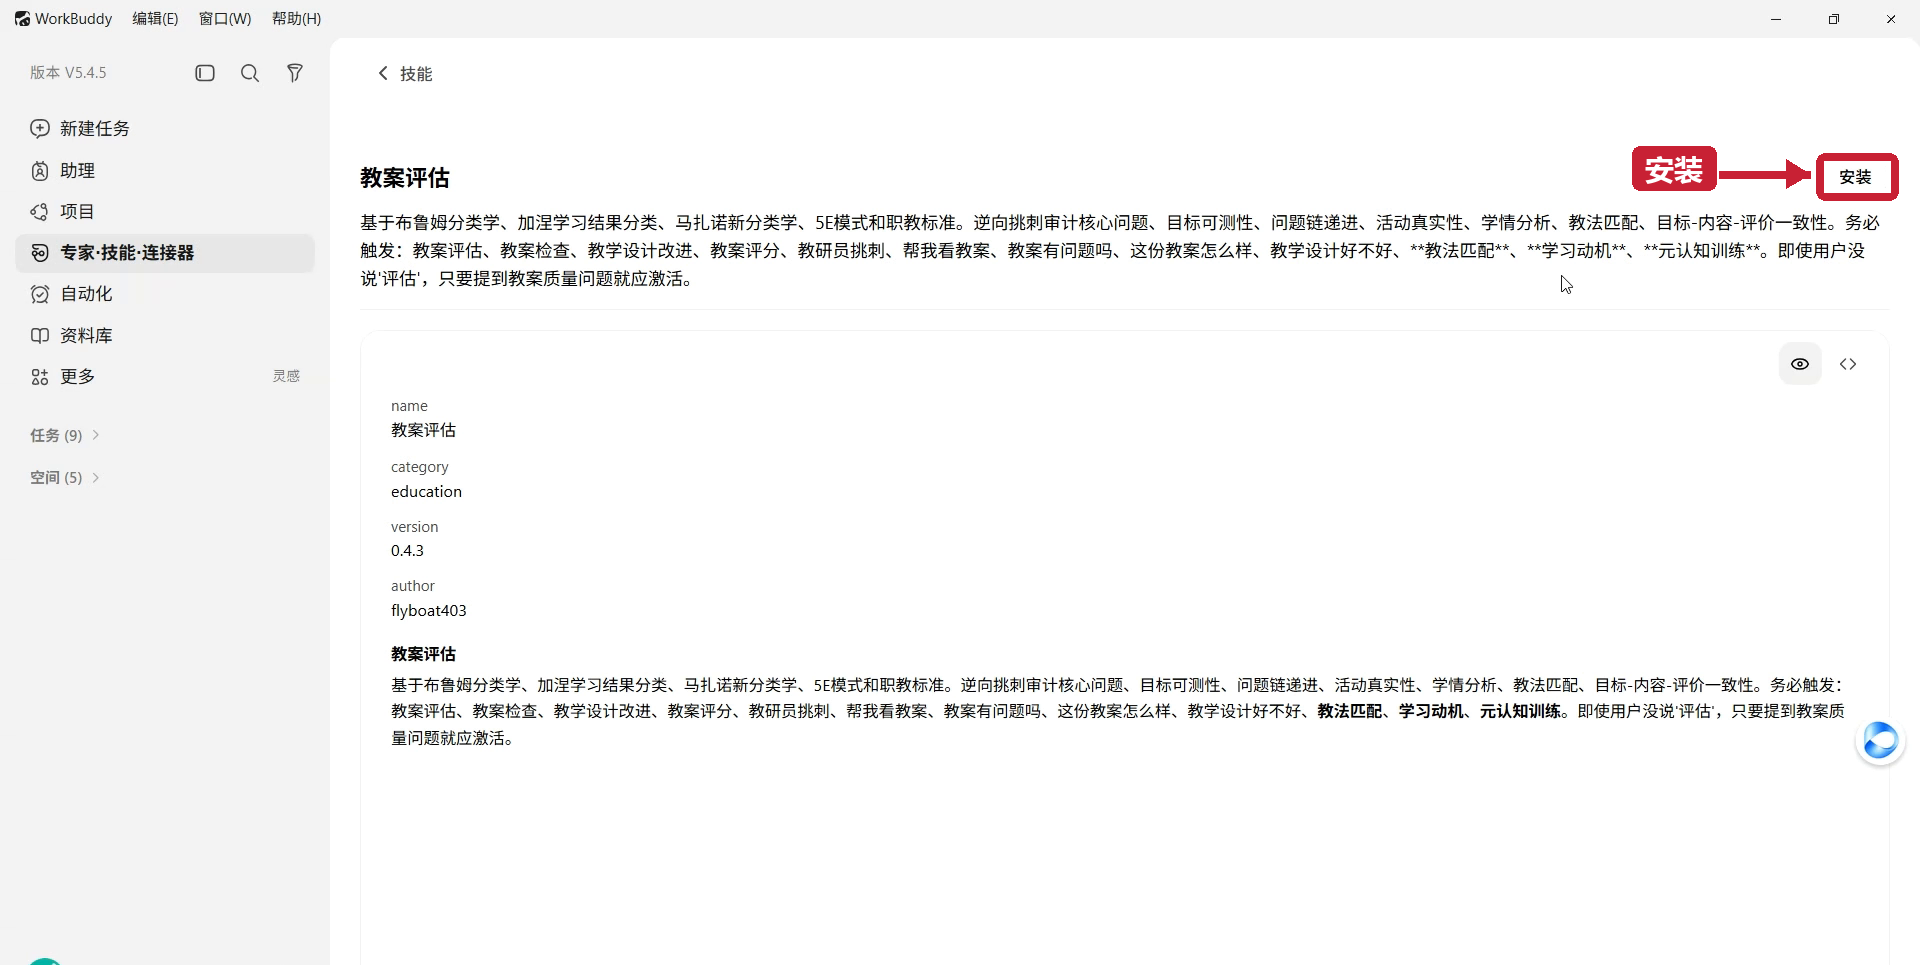 WorkBuddy 编辑(E) 窗口(W) 帮助(H)
版本 V5.4.5
新建任务
助理
项目
专家·技能·连接器
自动化
资料库
更多 灵感
任务 (9)
空间 (5)
技能
教案评估
安装
安装
基于布鲁姆分类学、加涅学习结果分类、马扎诺新分类学、5E模式和职教标准。逆向挑刺审计核心问题、目标可测性、问题链递进、活动真实性、学情分析、教法匹配、目标-内容-评价一致性。务必
触发：教案评估、教案检查、教学设计改进、教案评分、教研员挑刺、帮我看教案、教案有问题吗、这份教案怎么样、教学设计好不好、**教法匹配**、**学习动机**、**元认知训练**。即使用户没
说'评估'，只要提到教案质量问题就应激活。
name
教案评估
category
education
version
0.4.3
author
flyboat403
教案评估
基于布鲁姆分类学、加涅学习结果分类、马扎诺新分类学、5E模式和职教标准。逆向挑刺审计核心问题、目标可测性、问题链递进、活动真实性、学情分析、教法匹配、目标-内容-评价一致性。务必触发：
教案评估、教案检查、教学设计改进、教案评分、教研员挑刺、帮我看教案、教案有问题吗、这份教案怎么样、教学设计好不好、教法匹配、学习动机、元认知训练。即使用户没说'评估'，只要提到教案质
量问题就应激活。